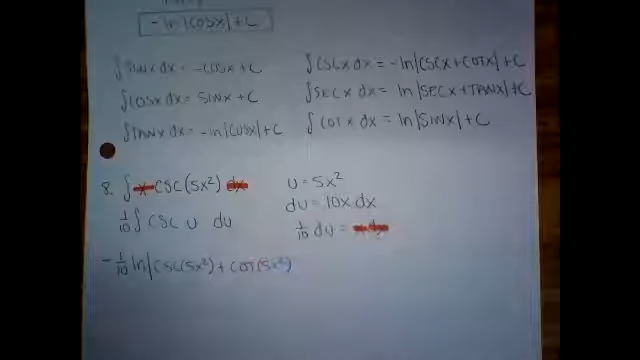 -ln|cosx|+C
∫sinx dx = -cosx + C
∫cosx dx = sinx + C
∫TANX dx = -ln|cosx| + C
∫CSCX dx = -ln|CSCX + COTX| + C
∫SECX dx = ln|SECX + TANX| + C
∫COTX dx = ln|SINX| + C
8. ∫x CSC(5x²) dx
1/10 ∫CSC u du
-1/10 ln|CSC(5x²) + COT(5x²)
u = 5x²
du = 10x dx
1/10 du = x dx